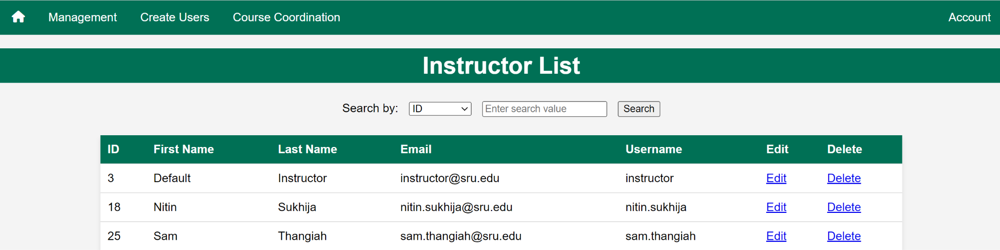 Management Create Users Course Coordination Account
Instructor List
Search by: ID Enter search value Search
ID First Name Last Name Email Username Edit Delete
3 Default Instructor instructor@sru.edu instructor Edit Delete
18 Nitin Sukhija nitin.sukhija@sru.edu nitin.sukhija Edit Delete
25 Sam Thangiah sam.thangiah@sru.edu sam.thangiah Edit Delete